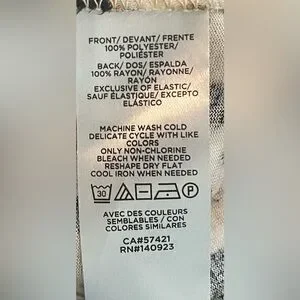 FRONT/ DEVANT/ FRENTE
100% POLYESTER/
POLIÉSTER
BACK/ DOS/ ESPALDA
100% RAYON/ RAYONNE/
RAYÓN
EXCLUSIVE OF ELASTIC/
SAUF ÉLASTIQUE/ EXCEPTO
ELÁSTICO
MACHINE WASH COLD
DELICATE CYCLE WITH LIKE
COLORS
ONLY NON-CHLORINE
BLEACH WHEN NEEDED
RESHAPE DRY FLAT
COOL IRON WHEN NEEDED
30 P
AVEC DES COULEURS
SEMBLABLES / CON
COLORES SIMILARES
CA#57421
RN#140923